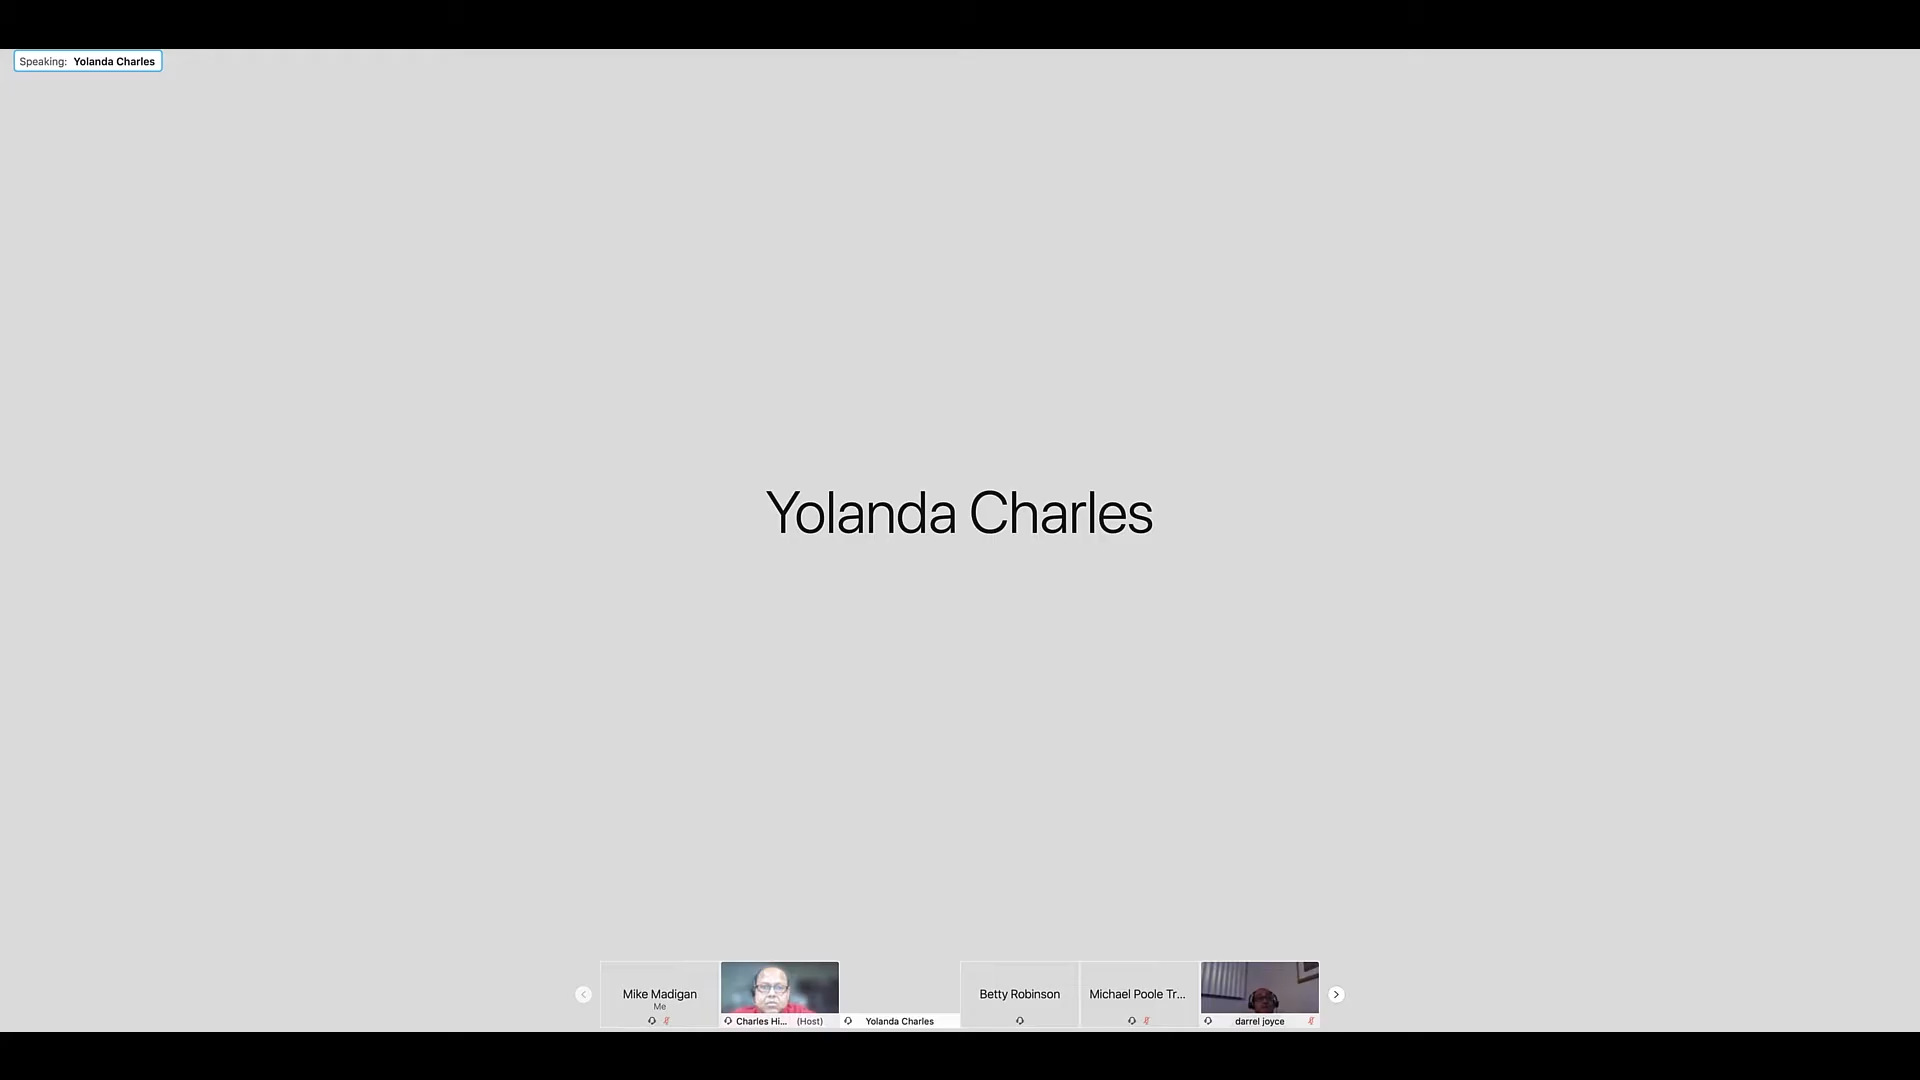 Speaking: Yolanda Charles
Yolanda Charles
Mike Madigan
Me
Charles Hi... (Host)
Yolanda Charles
Betty Robinson
Michael Poole Tr...
darrel joyce